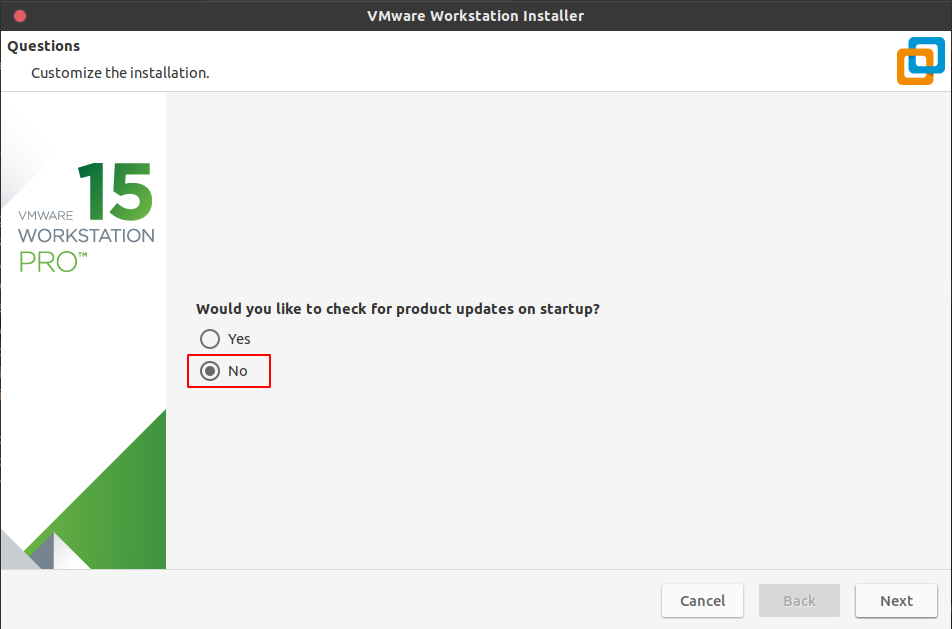 VMware Workstation Installer
Questions
Customize the installation.
15
VMWARE
WORKSTATION
PRO™
Would you like to check for product updates on startup?
Yes
No
Cancel
Back
Next